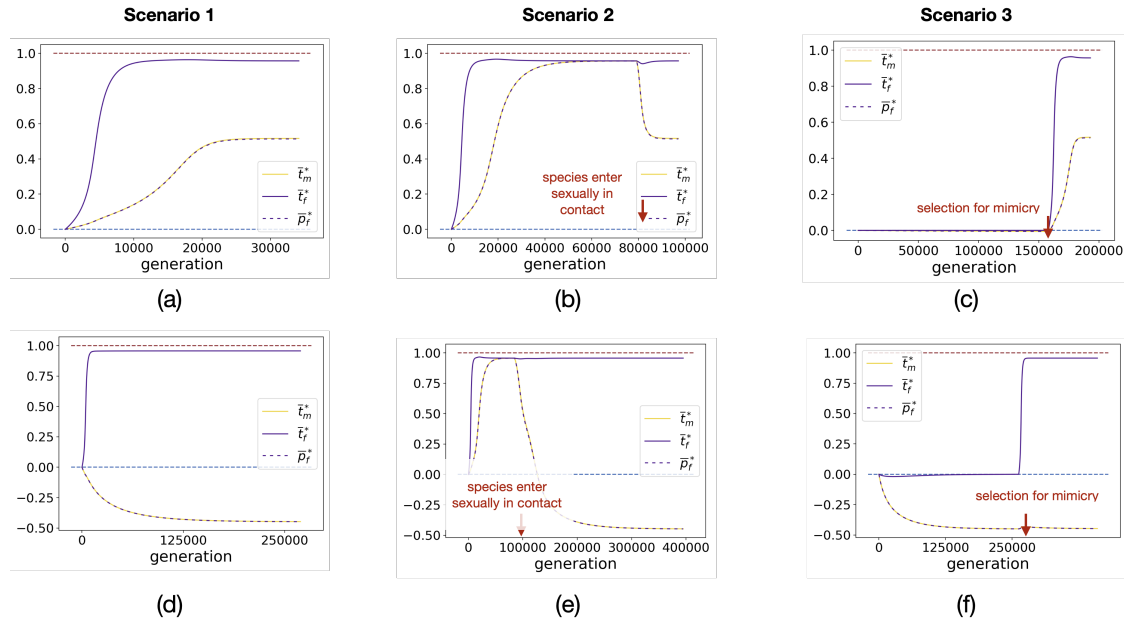 Scenario 1
Scenario 2
Scenario 3
1.0
0.8
0.6
0.4
0.2
0.0
0
10000
20000
30000
generation
t̅*m
t̅*f
p̅*f
(a)
1.0
0.8
0.6
0.4
0.2
0.0
0
20000
40000
600000
800000
1000000
generation
species enter
sexually in
contact
t̅*m
t̅*f
p̅*f
(b)
1.0
0.8
0.6
0.4
0.2
0.0
0
50000
100000
150000
200000
generation
t̅*m
t̅*f
p̅*f
selection for mimicry
(c)
1.00
0.75
0.50
0.25
0.00
−0.25
−0.50
0
125000
250000
generation
t̅*m
t̅*f
p̅*f
(d)
1.00
0.75
0.50
0.25
0.00
−0.25
−0.50
0
100000
200000
300000
400000
generation
t̅*m
t̅*f
p̅*f
species enter
sexually in contact
(e)
1.00
0.75
0.50
0.25
0.00
−0.25
−0.50
0
125000
250000
generation
t̅*m
t̅*f
p̅*f
selection for mimicry
(f)